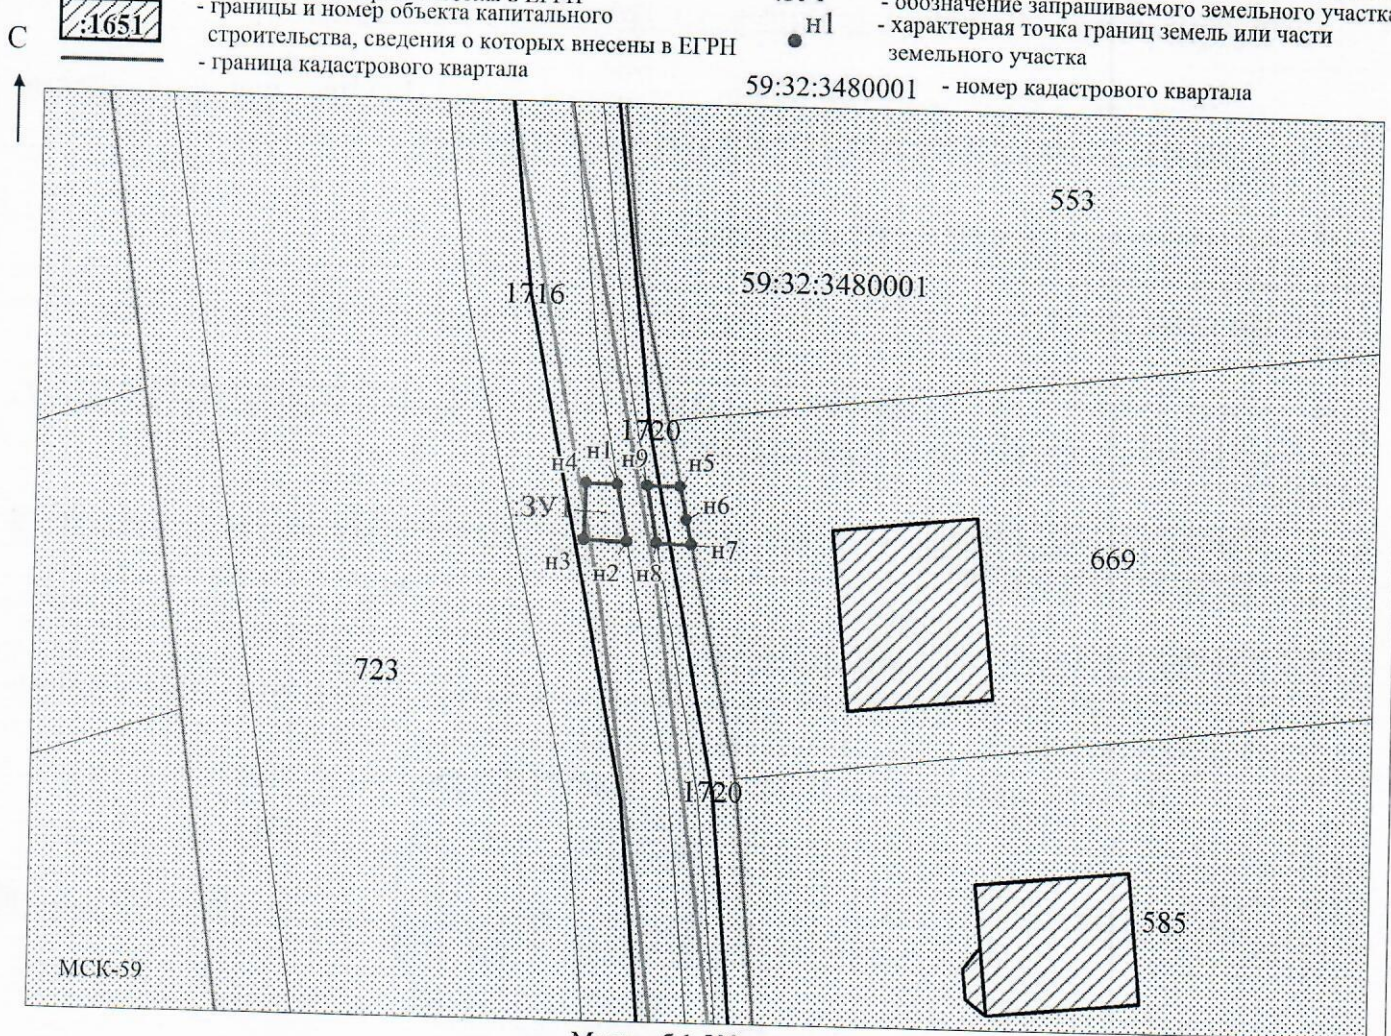 :1651
- границы и номер объекта капитального
строительства, сведения о которых внесены в ЕГРН
- граница кадастрового квартала
- обозначение запрашиваемого земельного участка
н1
- характерная точка границ земель или части
земельного участка
59:32:3480001 - номер кадастрового квартала
С
553
1716
59:32:3480001
1720
н1
н4
н9
н5
.ЗУ1
н6
н3
н2
н8
н7
669
723
1720
585
МСК-59